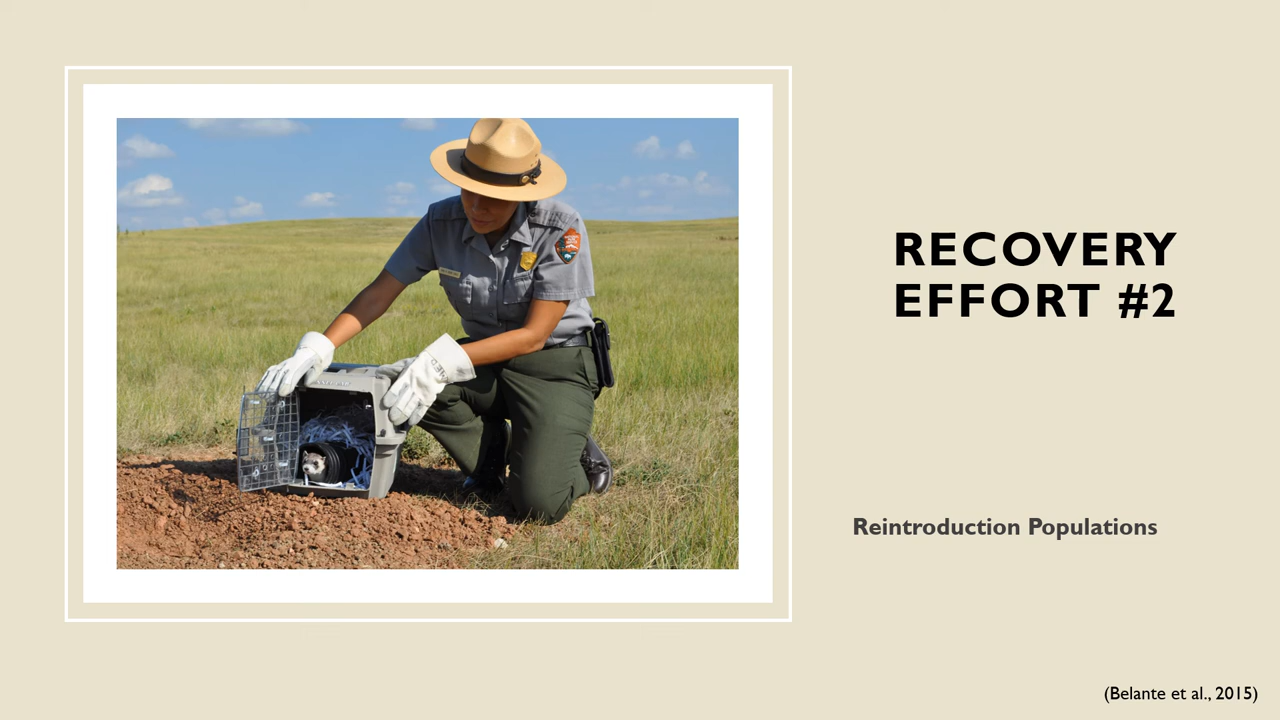 RECOVERY
EFFORT #2
Reintroduction Populations
(Belante et al., 2015)